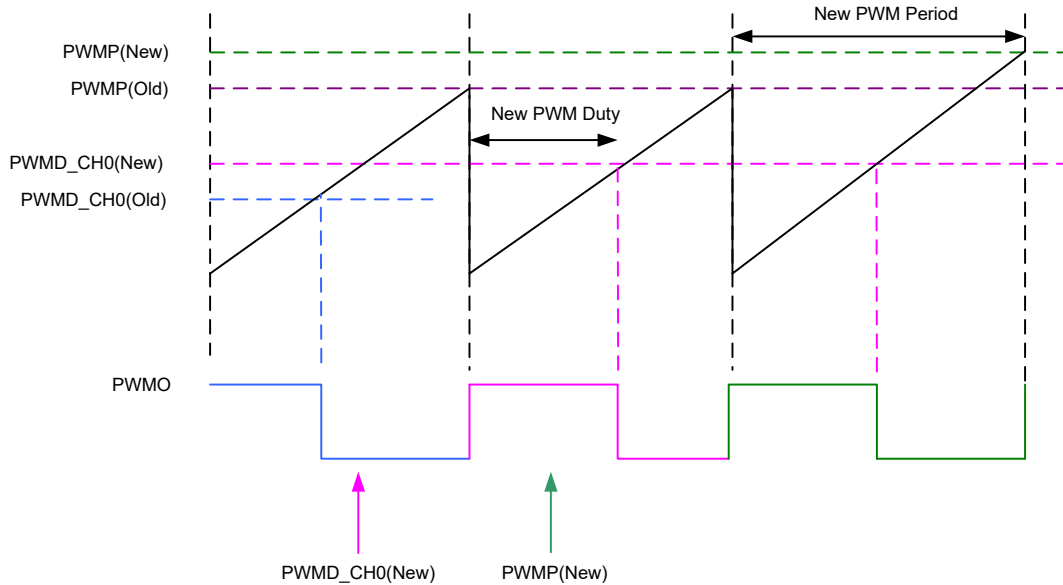 New PWM Period
PWMP(New)
PWMP(Old)
New PWM Duty
PWMD_CH0(New)
PWMD_CH0(Old)
PWMO
PWMD_CH0(New)
PWMP(New)